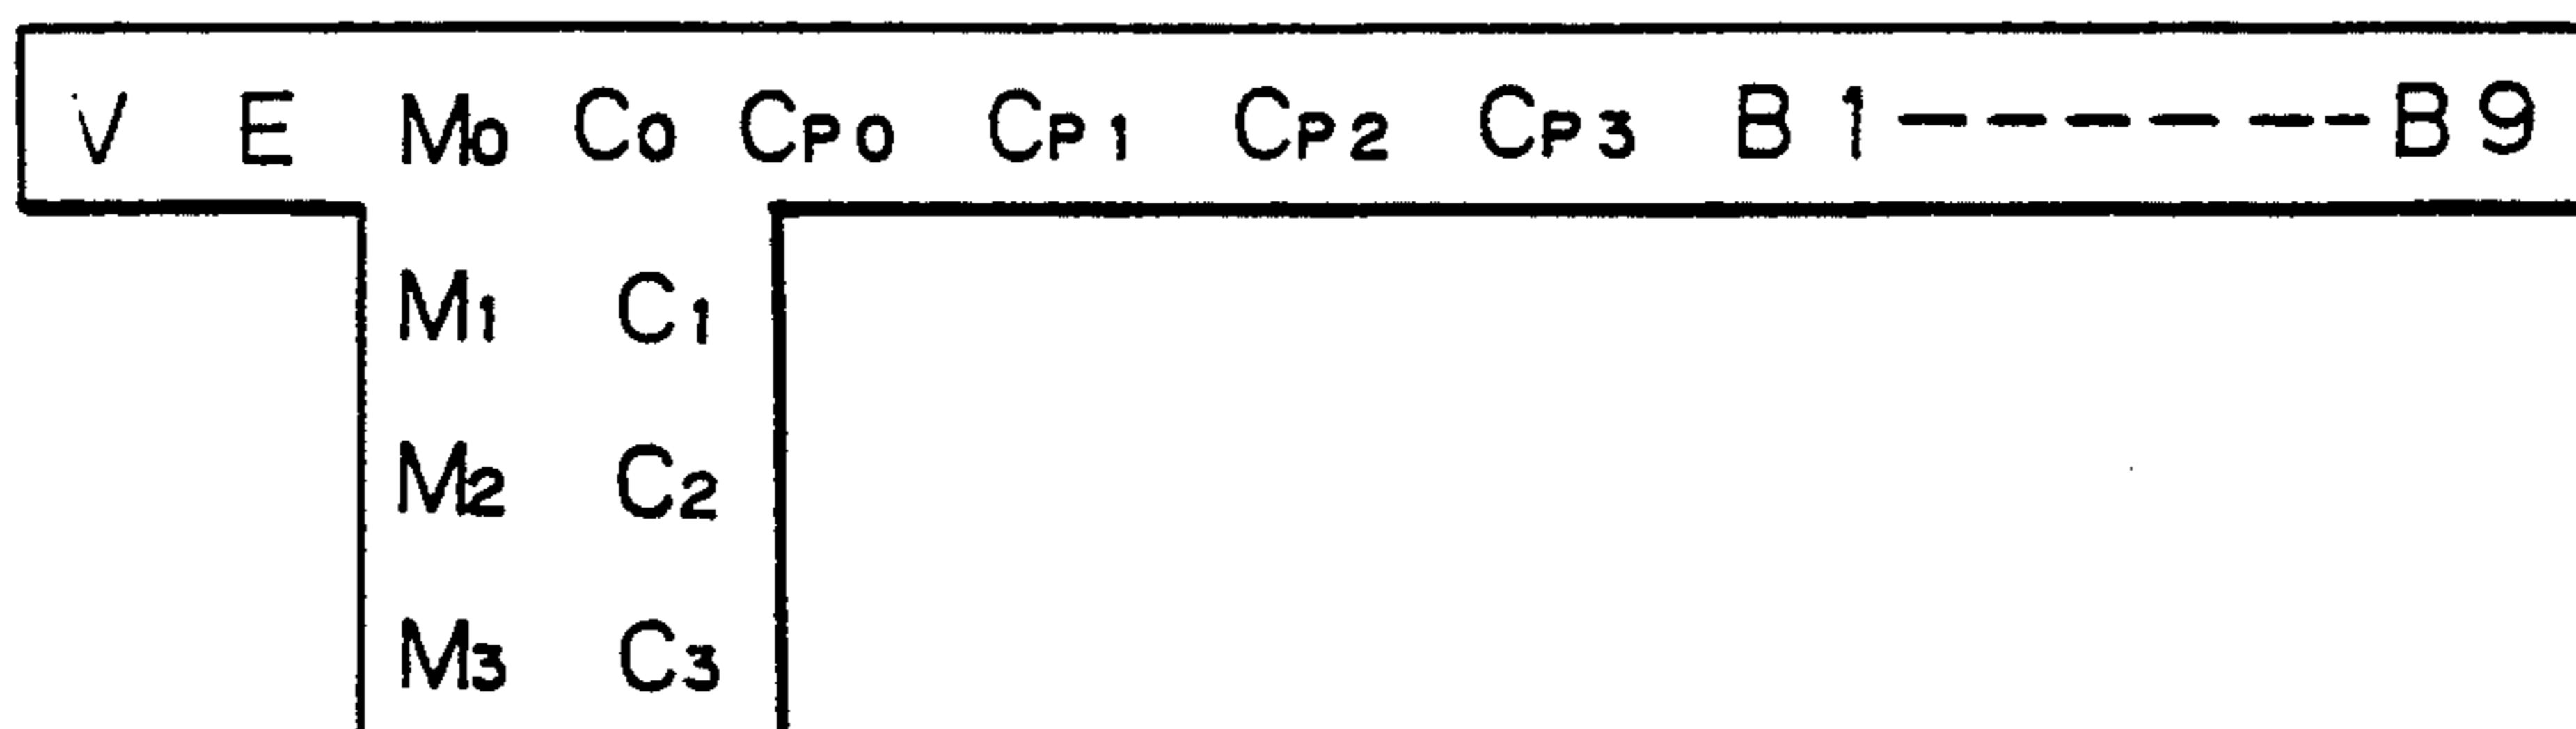 V E M0 C0 CP0 CP1 CP2 CP3 B1------B9
M1 C1
M2 C2
M3 C3